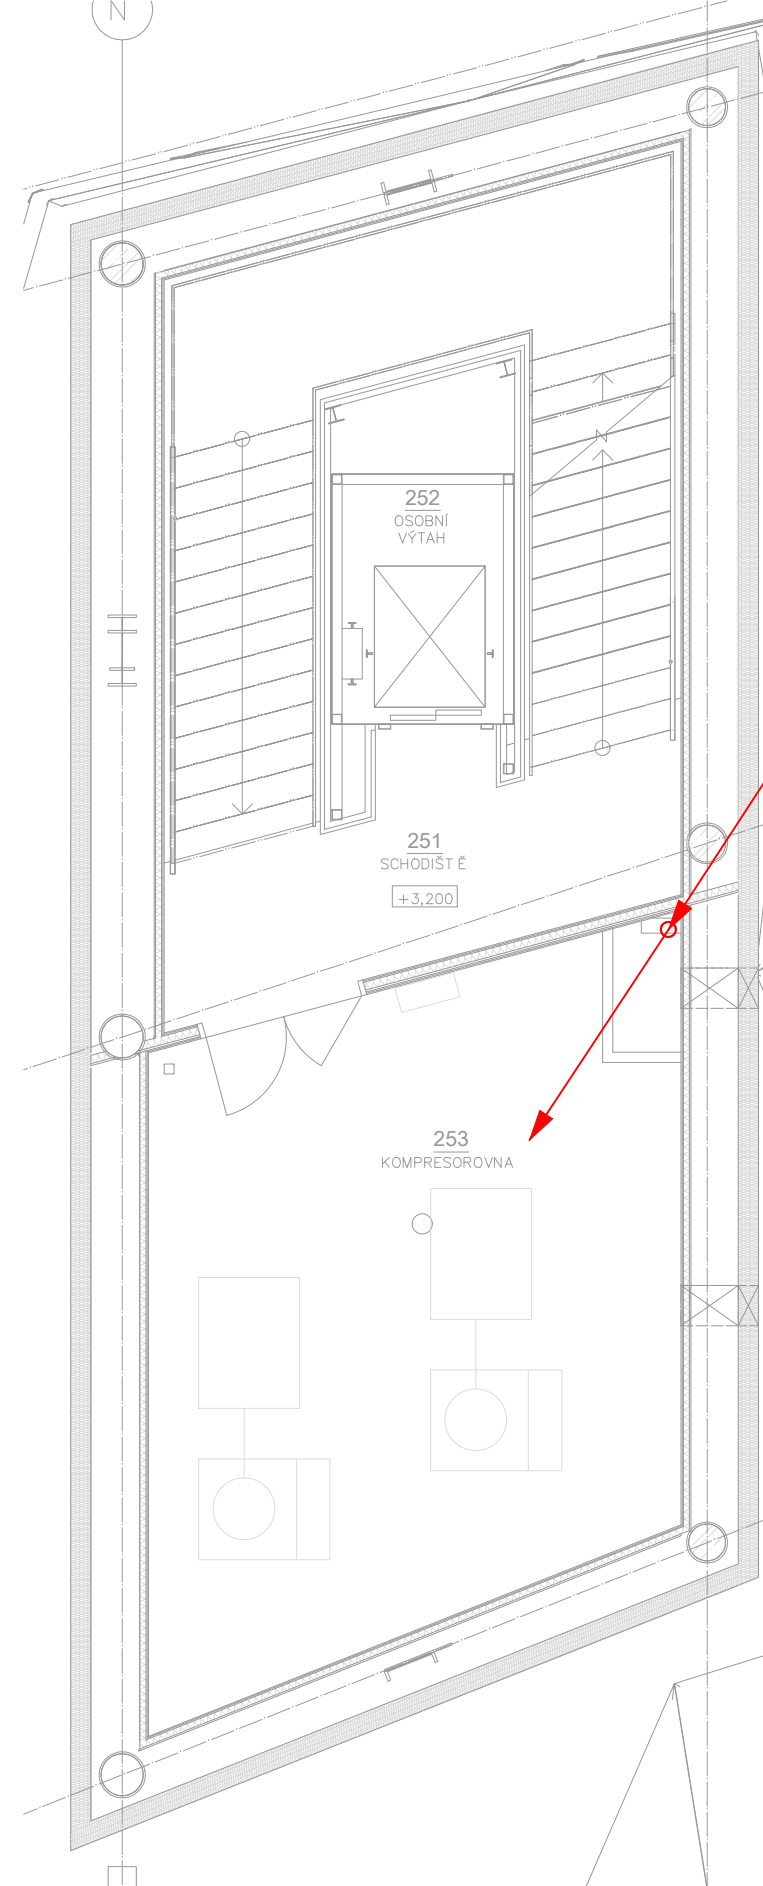 N
252
OSOBNÍ
VÝTAH
N
251
SCHODIŠT Ě
+3,200
253
KOMPRESOROVNA